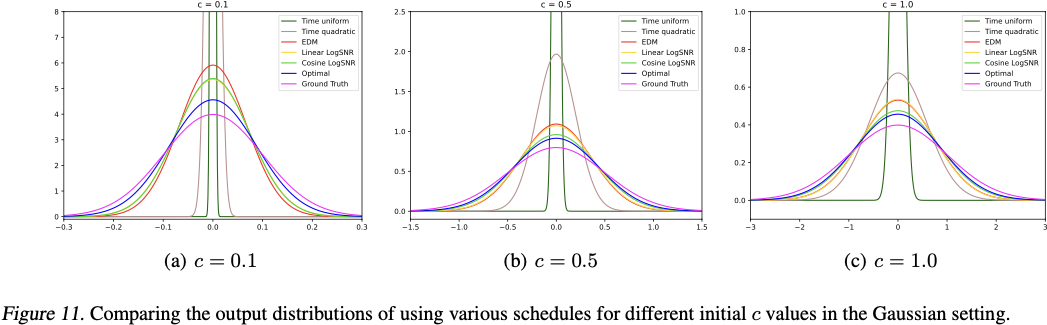 c = 0.1
8
7
6
5
4
3
2
1
0
−0.3
−0.2
−0.1
0.0
0.1
0.2
0.3
Time uniform
Time quadratic
EDM
Linear LogSNR
Cosine LogSNR
Optimal
Ground Truth
(a) c = 0.1
c = 0.5
2.5
2.0
1.5
1.0
0.5
0.0
−1.5
−1.0
−0.5
0.0
0.5
1.0
1.5
Time uniform
Time quadratic
EDM
Linear LogSNR
Cosine LogSNR
Optimal
Ground Truth
(b) c = 0.5
c = 1.0
1.0
0.8
0.6
0.4
0.2
0.0
−3
−2
−1
0
1
2
3
Time uniform
Time quadratic
EDM
Linear LogSNR
Cosine LogSNR
Optimal
Ground Truth
(c) c = 1.0
Figure 11. Comparing the output distributions of using various schedules for different initial c values in the Gaussian setting.